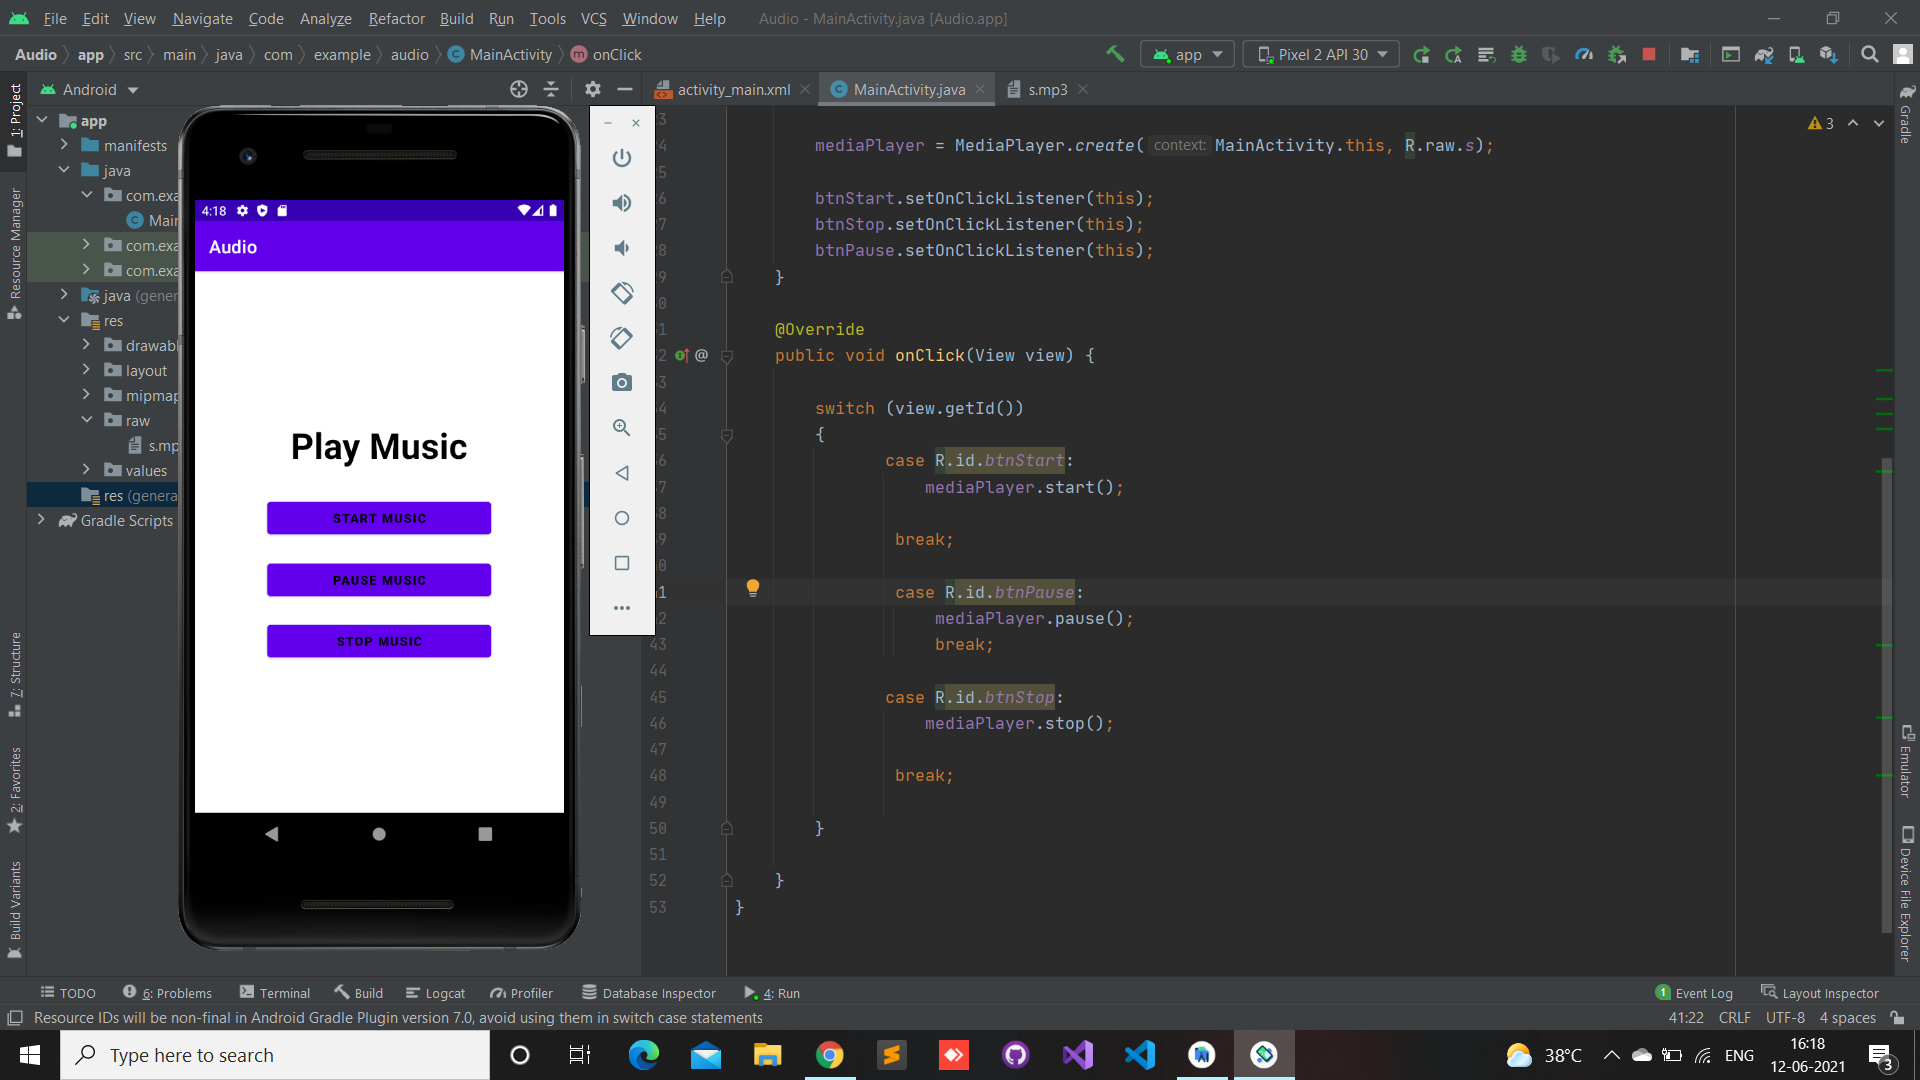 File Edit View Navigate Code Analyze Refactor Build Run Tools VCS Window Help Audio - MainActivity.java [Audio.app]
Audio app src main java com example audio MainActivity onClick app Pixel 2 API 30
Android
activity_main.xml MainActivity.java s.mp3
1: Project
Resource Manager
7: Structure
2: Favorites
Build Variants
app
manifests
java
com.exa
Main
com.exa
com.exa
java (gener
res
drawabl
layout
mipmap
raw
s.mp
values
res (genera
Gradle Scripts
4:18
Audio
Play Music
START MUSIC
PAUSE MUSIC
STOP MUSIC
3
3
4 mediaPlayer = MediaPlayer.create( context: MainActivity.this, R.raw.s);
5
6 btnStart.setOnClickListener(this);
7 btnStop.setOnClickListener(this);
8 btnPause.setOnClickListener(this);
9 }
0
1 @Override
2 @ public void onClick(View view) {
3
4 switch (view.getId())
5 {
6 case R.id.btnStart:
7 mediaPlayer.start();
8
9 break;
0
1 case R.id.btnPause:
2 mediaPlayer.pause();
43 break;
44
45 case R.id.btnStop:
46 mediaPlayer.stop();
47
48 break;
49
50 }
51
52 }
53 }
Gradle
Emulator
Device File Explorer
TODO 6: Problems Terminal Build Logcat Profiler Database Inspector 4: Run 1 Event Log Layout Inspector
Resource IDs will be non-final in Android Gradle Plugin version 7.0, avoid using them in switch case statements 41:22 CRLF UTF-8 4 spaces
Type here to search
38°C ENG
16:18
12-06-2021
3